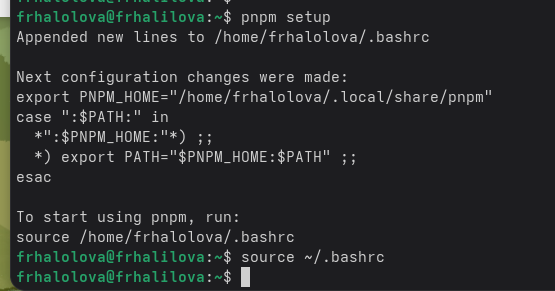 frhalolova@frhalilova:~$ pnpm setup
Appended new lines to /home/frhalolova/.bashrc

Next configuration changes were made:
export PNPM_HOME="/home/frhalolova/.local/share/pnpm"
case ":$PATH:" in
  *":$PNPM_HOME:"*) ;;
  *) export PATH="$PNPM_HOME:$PATH" ;;
esac

To start using pnpm, run:
source /home/frhalolova/.bashrc
frhalolova@frhalilova:~$ source ~/.bashrc
frhalolova@frhalilova:~$